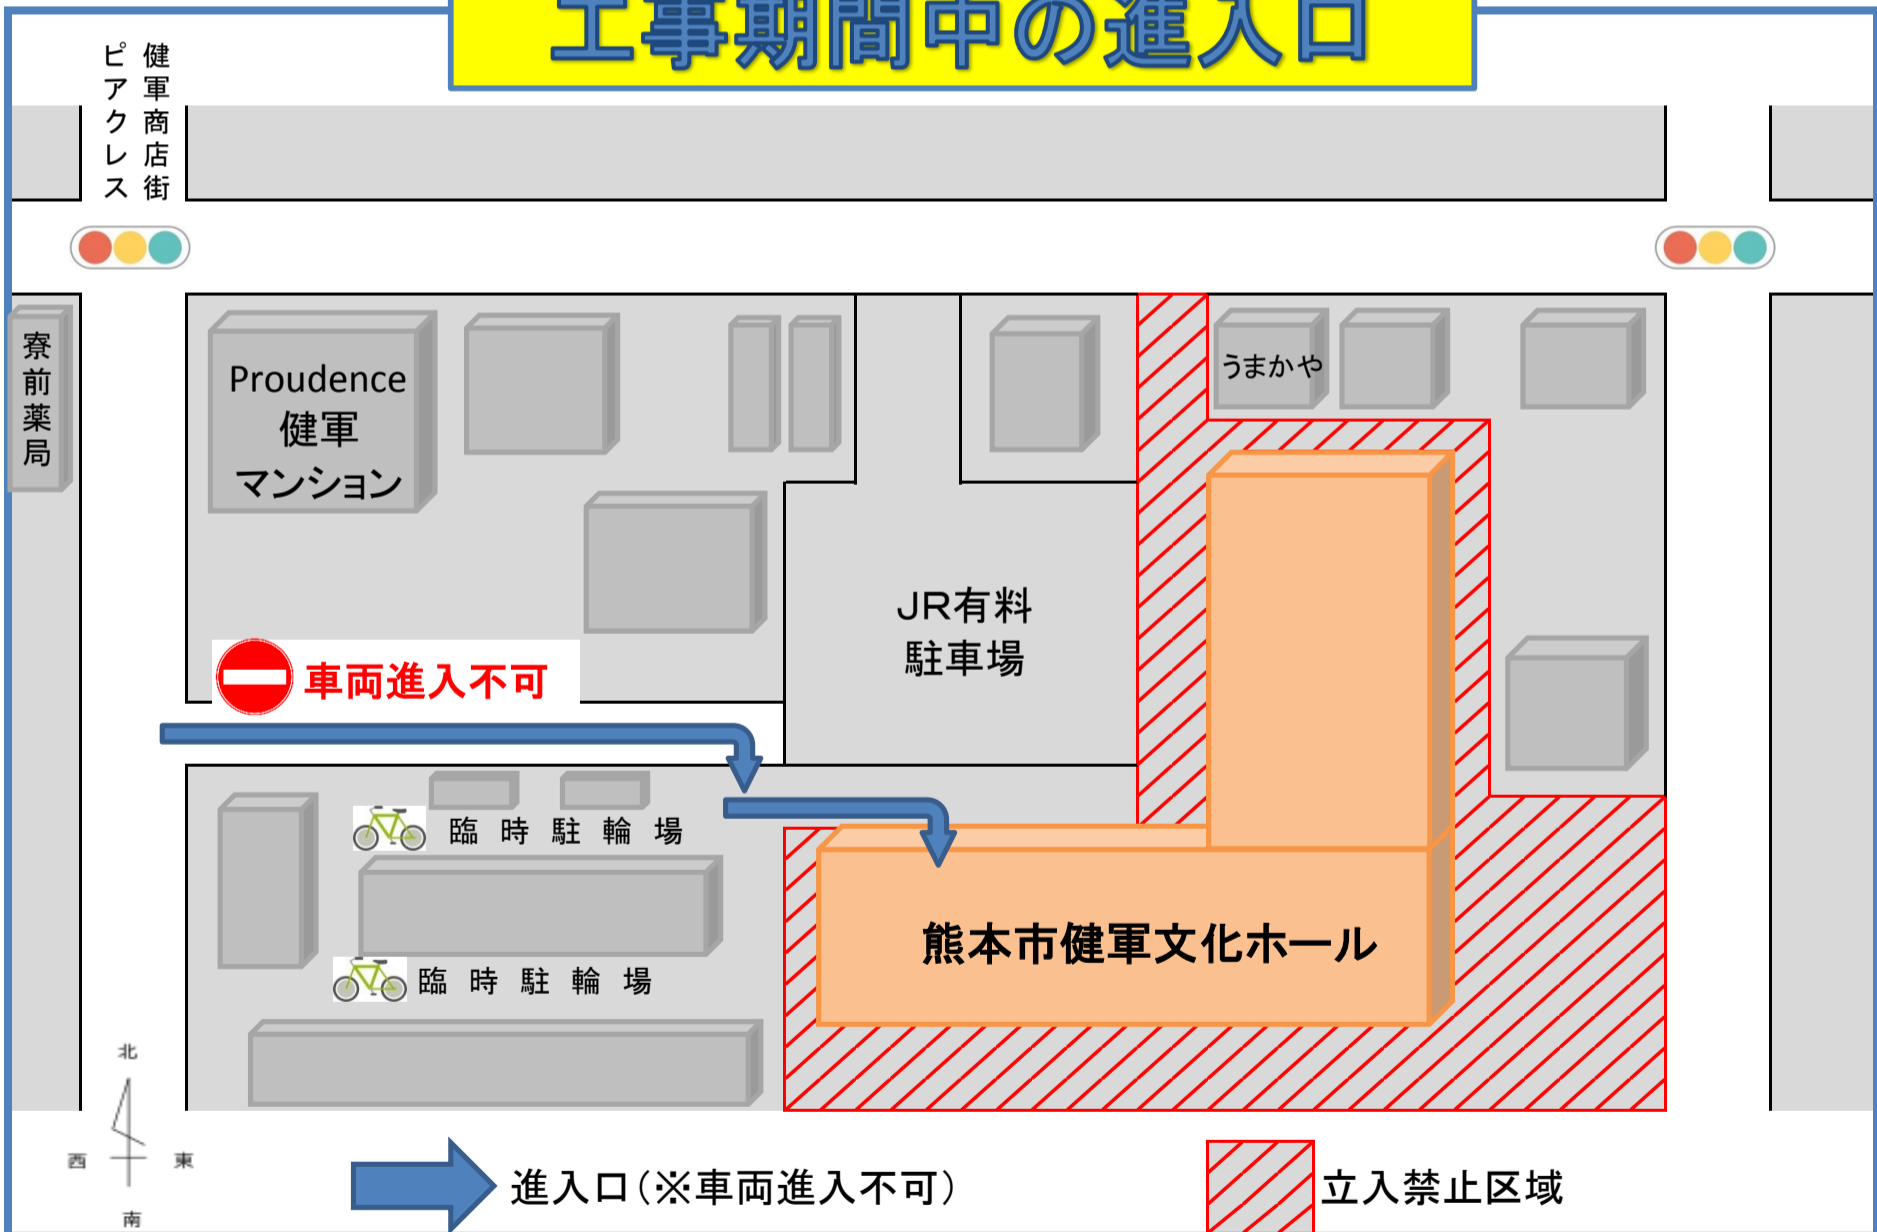 工事期間中の進入口
健軍商店街
ピアクレス
寮前薬局
Proudence
健軍
マンション
うまかや
JR有料
駐車場
車両進入不可
臨時駐輪場
臨時駐輪場
熊本市健軍文化ホール
北
西
東
南
進入口(※車両進入不可)
立入禁止区域